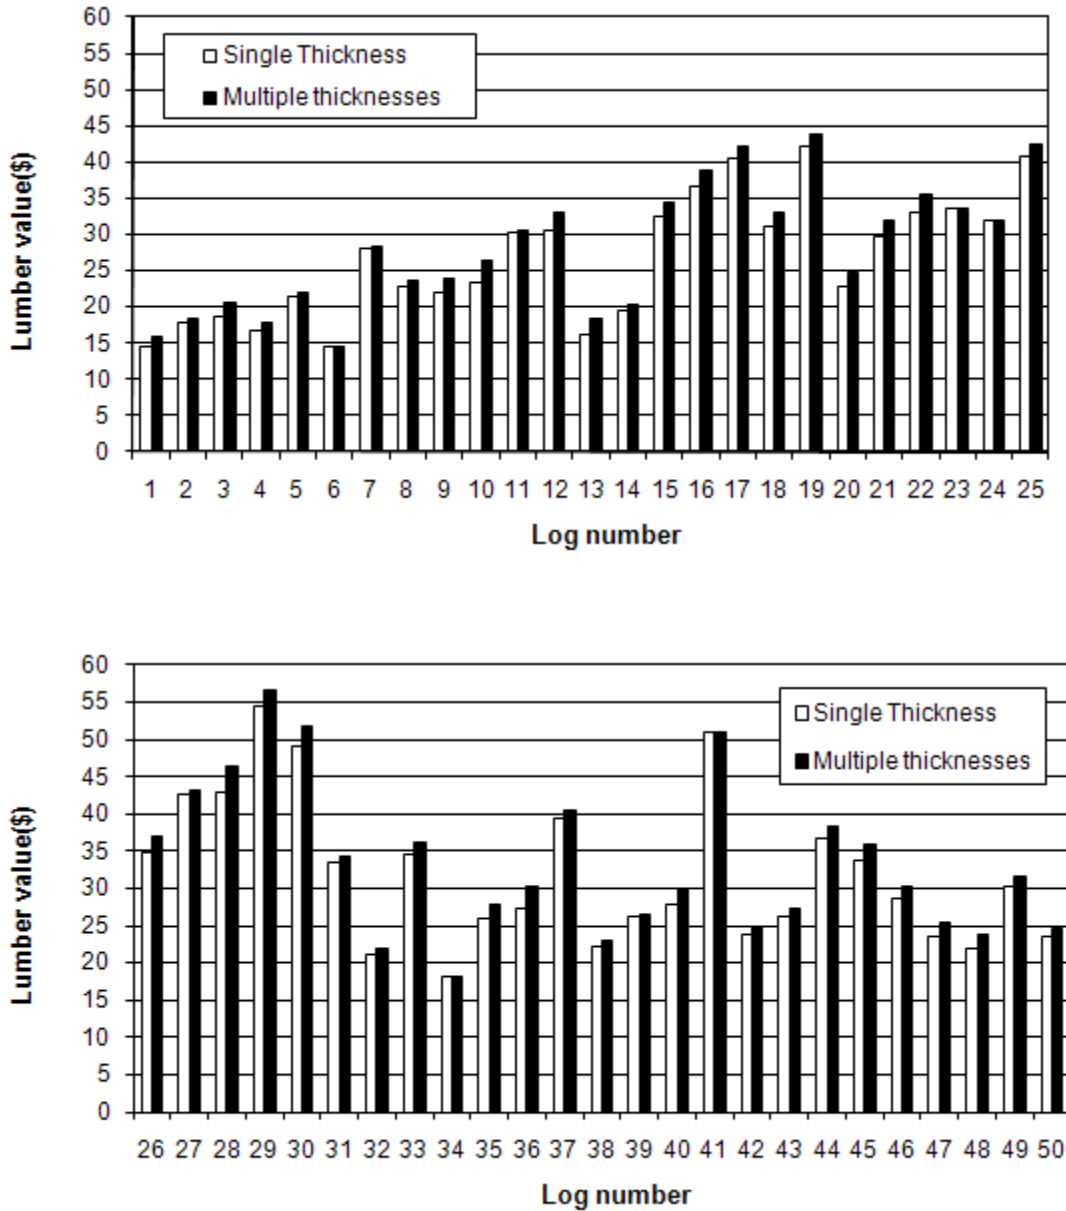 60
55
50
45
40
35
30
25
20
15
10
5
0
Lumber value($)
Single Thickness
Multiple thicknesses
1 2 3 4 5 6 7 8 9 10 11 12 13 14 15 16 17 18 19 20 21 22 23 24 25
Log number
60
55
50
45
40
35
30
25
20
15
10
5
0
Lumber value($)
Single Thickness
Multiple thicknesses
26 27 28 29 30 31 32 33 34 35 36 37 38 39 40 41 42 43 44 45 46 47 48 49 50
Log number